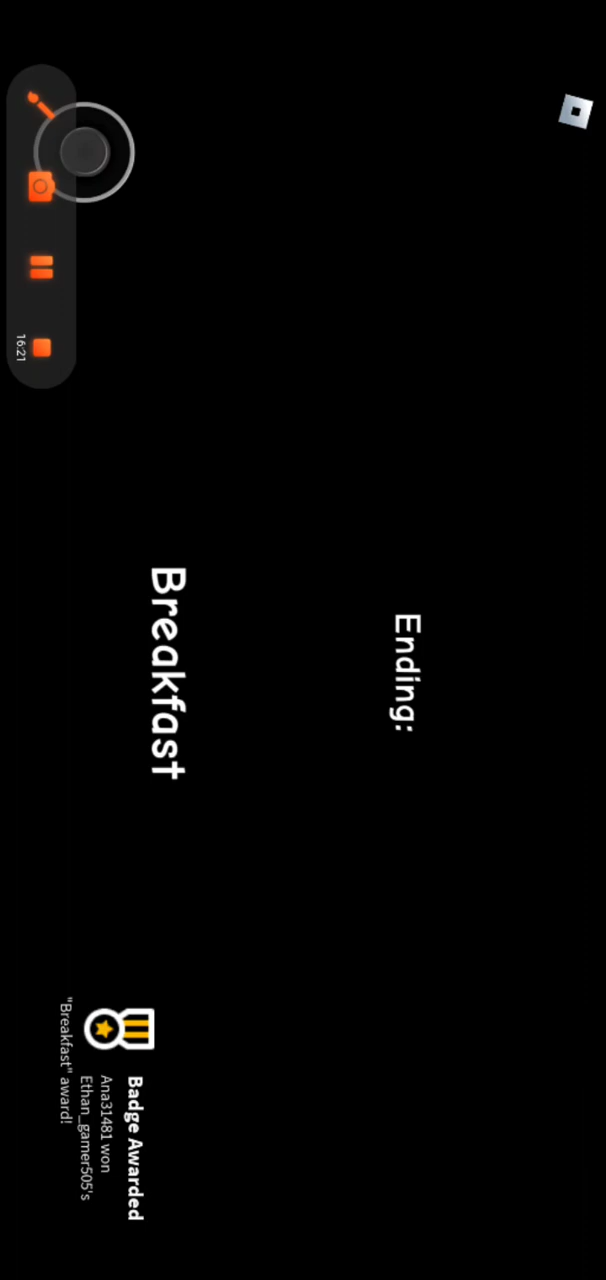 Ending:
Breakfast
16:21
Badge Awarded
Ana31481 won
Ethan_gamer505's
"Breakfast" award!